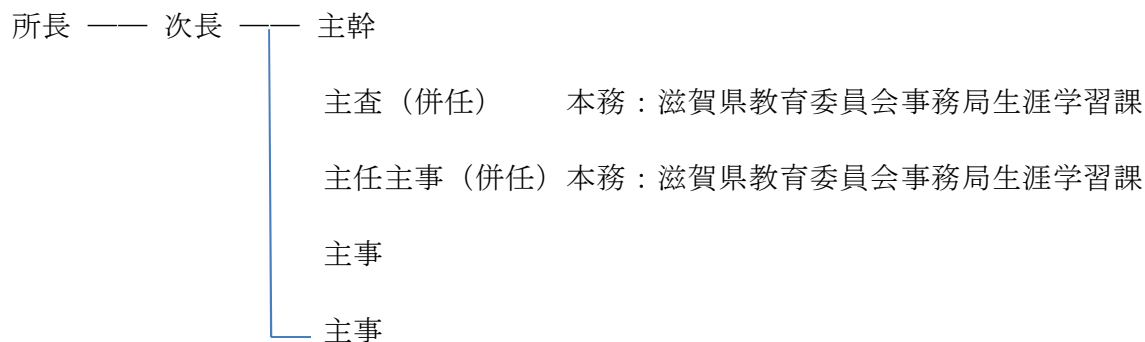 所長 ―― 次長 ―― 主幹
主査（併任） 本務：滋賀県教育委員会事務局生涯学習課
主任主事（併任）本務：滋賀県教育委員会事務局生涯学習課
主事
主事